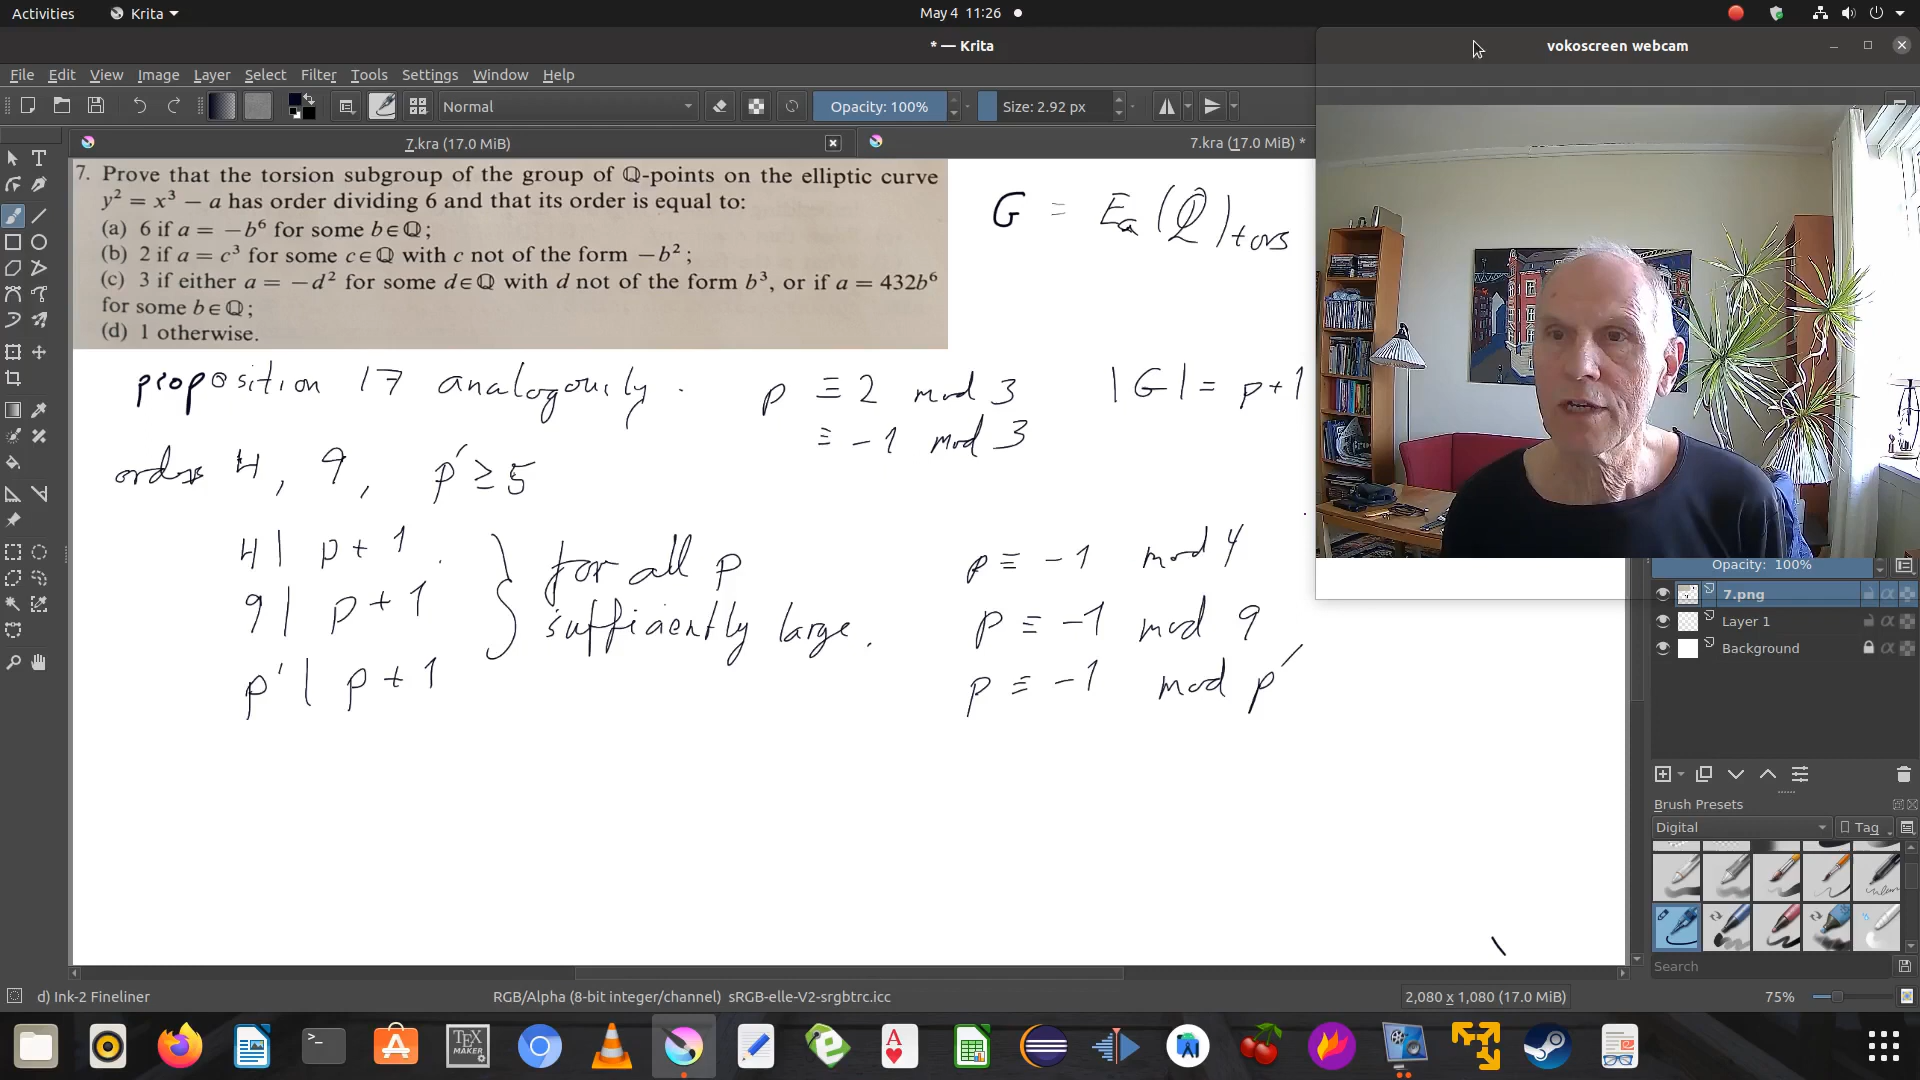 Activities Krita May 4 11:26
* — Krita
vokoscreen webcam
File Edit View Image Layer Select Filter Tools Settings Window Help
Normal Opacity: 100% Size: 2.92 px
7.kra (17.0 MiB) 7.kra (17.0 MiB) *
7. Prove that the torsion subgroup of the group of ℚ-points on the elliptic curve
y² = x³ − a has order dividing 6 and that its order is equal to:
(a) 6 if a = −b⁶ for some b∈ℚ;
(b) 2 if a = c³ for some c∈ℚ with c not of the form −b²;
(c) 3 if either a = −d² for some d∈ℚ with d not of the form b³, or if a = 432b⁶
for some b∈ℚ;
(d) 1 otherwise.
G = Eₐ(ℚ)tors
proposition 17 analogously. p ≡ 2 mod 3 |G| = p+1
≡ −1 mod 3
order 4, 9, p' ≥ 5
4 | p+1
9 | p+1
p' | p+1
for all p
sufficiently large.
p ≡ −1 mod 4
p ≡ −1 mod 9
p ≡ −1 mod p'
Opacity: 100%
7.png
Layer 1
Background
Brush Presets
Digital Tag
Search
d) Ink-2 Fineliner RGB/Alpha (8-bit integer/channel) sRGB-elle-V2-srgbtrc.icc 2,080 x 1,080 (17.0 MiB) 75%
TEX
MAKER